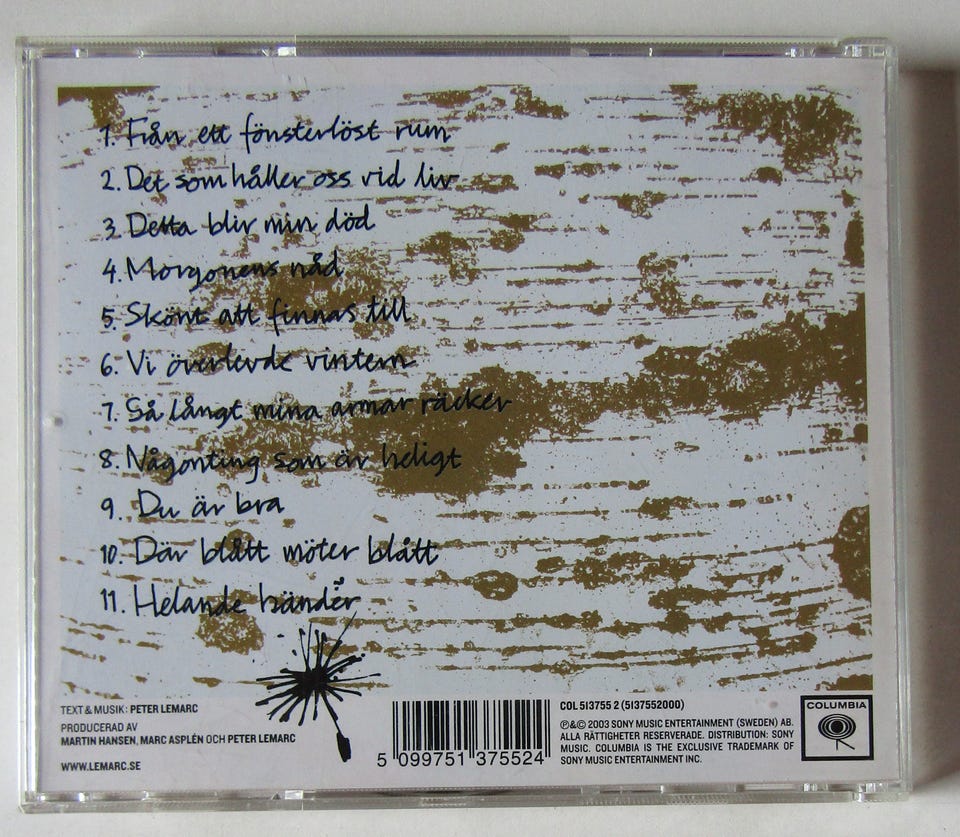 1. Från ett fönsterlöst rum
2. Det som håller oss vid liv
3. Detta blir min död
4. Morgonens nåd
5. Skönt att finnas till
6. Vi överlevde vintern
7. Så långt mina armar räcker
8. Någonting som är heligt
9. Du är bra
10. Där blått möter blått
11. Helande händer
TEXT & MUSIK: PETER LEMARC
PRODUCERAD AV
MARTIN HANSEN, MARC ASPLÉN OCH PETER LEMARC
WWW.LEMARC.SE
5 099751 375524
COL 513755 2 (5137552000)
℗&© 2003 SONY MUSIC ENTERTAINMENT (SWEDEN) AB.
ALLA RÄTTIGHETER RESERVERADE. DISTRIBUTION: SONY
MUSIC. COLUMBIA IS THE EXCLUSIVE TRADEMARK OF
SONY MUSIC ENTERTAINMENT INC.
COLUMBIA